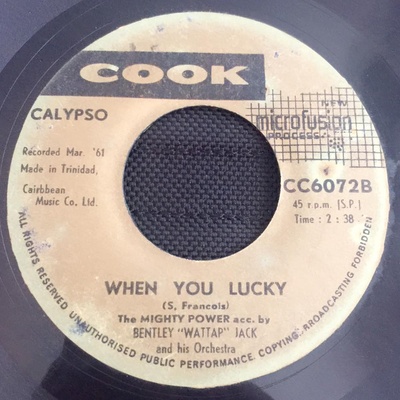 COOK
CALYPSO
NEW
microfusion
PROCESS
Recorded Mar. '61
Made in Trinidad,
Cairbbean
Music Co. Ltd.
CC6072B
45 r.p.m. [S.P.]
Time : 2 : 38
WHEN YOU LUCKY
(S. Francois)
The MIGHTY POWER acc. by
BENTLEY "WATTAP" JACK
and his Orchestra
ALL RIGHTS RESERVED UNAUTHORISED PUBLIC PERFORMANCE. COPYING. BROADCASTING FORBIDDEN